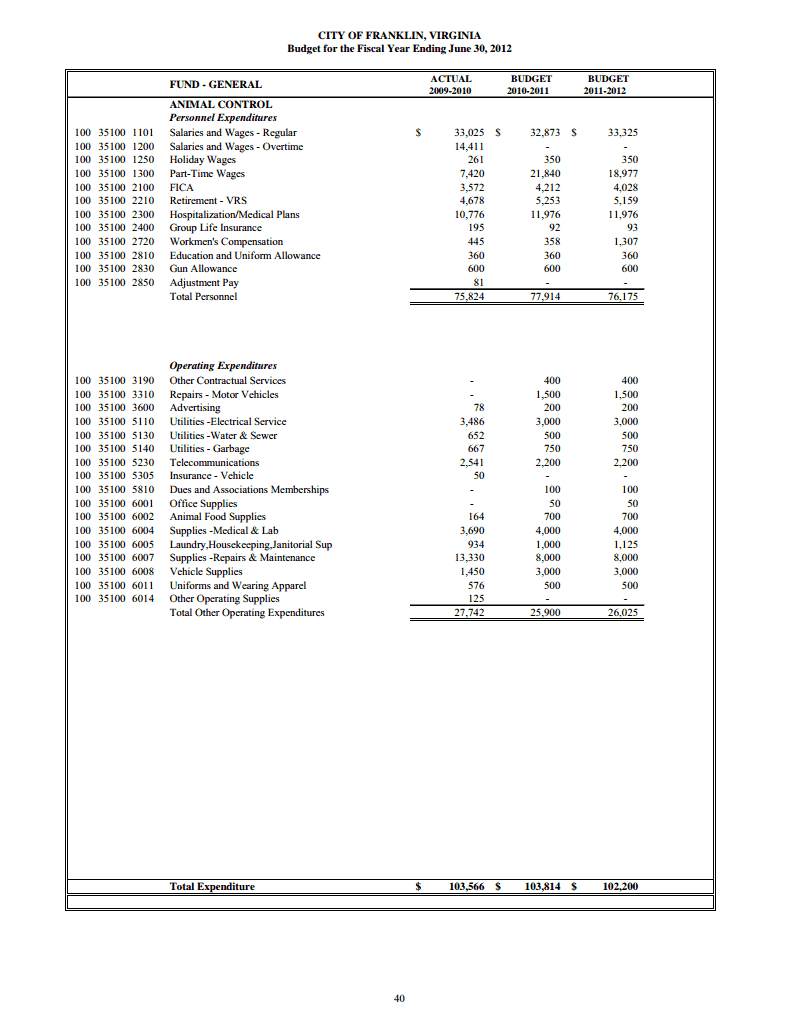 CITY OF FRANKLIN, VIRGINIA
Budget for the Fiscal Year Ending June 30, 2012
FUND - GENERAL ACTUAL 2009-2010 BUDGET 2010-2011 BUDGET 2011-2012
ANIMAL CONTROL
Personnel Expenditures
100 35100 1101 Salaries and Wages - Regular $ 33,025 $ 32,873 $ 33,325
100 35100 1200 Salaries and Wages - Overtime 14,411 - -
100 35100 1250 Holiday Wages 261 350 350
100 35100 1300 Part-Time Wages 7,420 21,840 18,977
100 35100 2100 FICA 3,572 4,212 4,028
100 35100 2210 Retirement - VRS 4,678 5,253 5,159
100 35100 2300 Hospitalization/Medical Plans 10,776 11,976 11,976
100 35100 2400 Group Life Insurance 195 92 93
100 35100 2720 Workmen's Compensation 445 358 1,307
100 35100 2810 Education and Uniform Allowance 360 360 360
100 35100 2830 Gun Allowance 600 600 600
100 35100 2850 Adjustment Pay 81 - -
Total Personnel 75,824 77,914 76,175
Operating Expenditures
100 35100 3190 Other Contractual Services - 400 400
100 35100 3310 Repairs - Motor Vehicles - 1,500 1,500
100 35100 3600 Advertising 78 200 200
100 35100 5110 Utilities -Electrical Service 3,486 3,000 3,000
100 35100 5130 Utilities -Water & Sewer 652 500 500
100 35100 5140 Utilities - Garbage 667 750 750
100 35100 5230 Telecommunications 2,541 2,200 2,200
100 35100 5305 Insurance - Vehicle 50 - -
100 35100 5810 Dues and Associations Memberships - 100 100
100 35100 6001 Office Supplies - 50 50
100 35100 6002 Animal Food Supplies 164 700 700
100 35100 6004 Supplies -Medical & Lab 3,690 4,000 4,000
100 35100 6005 Laundry,Housekeeping,Janitorial Sup 934 1,000 1,125
100 35100 6007 Supplies -Repairs & Maintenance 13,330 8,000 8,000
100 35100 6008 Vehicle Supplies 1,450 3,000 3,000
100 35100 6011 Uniforms and Wearing Apparel 576 500 500
100 35100 6014 Other Operating Supplies 125 - -
Total Other Operating Expenditures 27,742 25,900 26,025
Total Expenditure $ 103,566 $ 103,814 $ 102,200
40